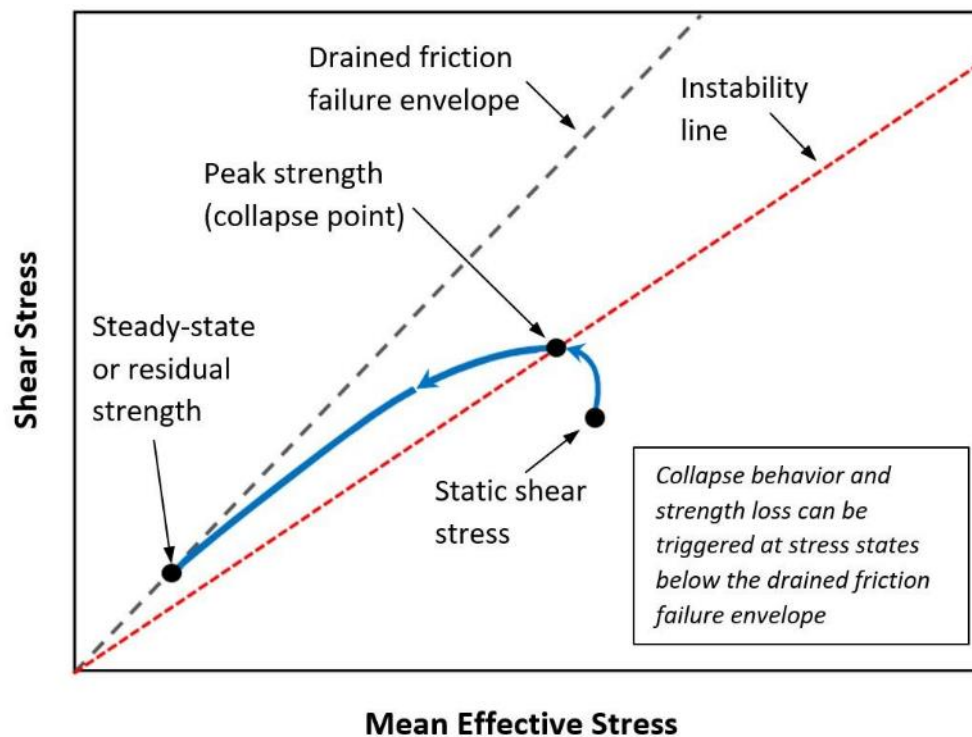 Drained friction
failure envelope
Instability
line
Peak strength
(collapse point)
Shear Stress
Steady-state
or residual
strength
Static shear
stress
Collapse behavior and
strength loss can be
triggered at stress states
below the drained friction
failure envelope
Mean Effective Stress